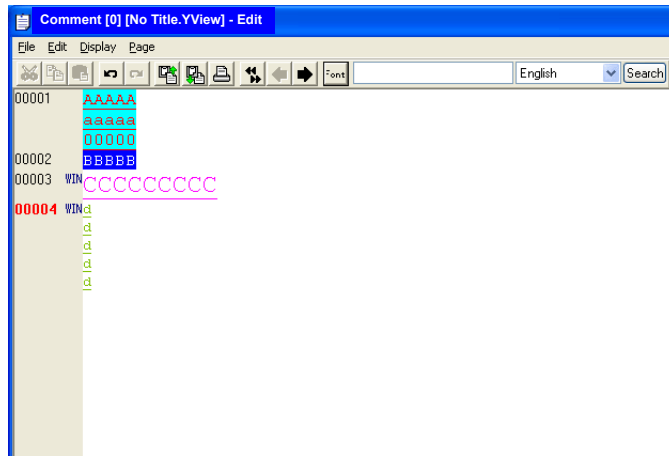 Comment [0] [No Title.YView] - Edit
File Edit Display Page
Font English Search
00001 AAAAA
aaaaa
00000
00002 BBBBB
00003 WIN CCCCCCCCC
00004 WIN d
d
d
d
d